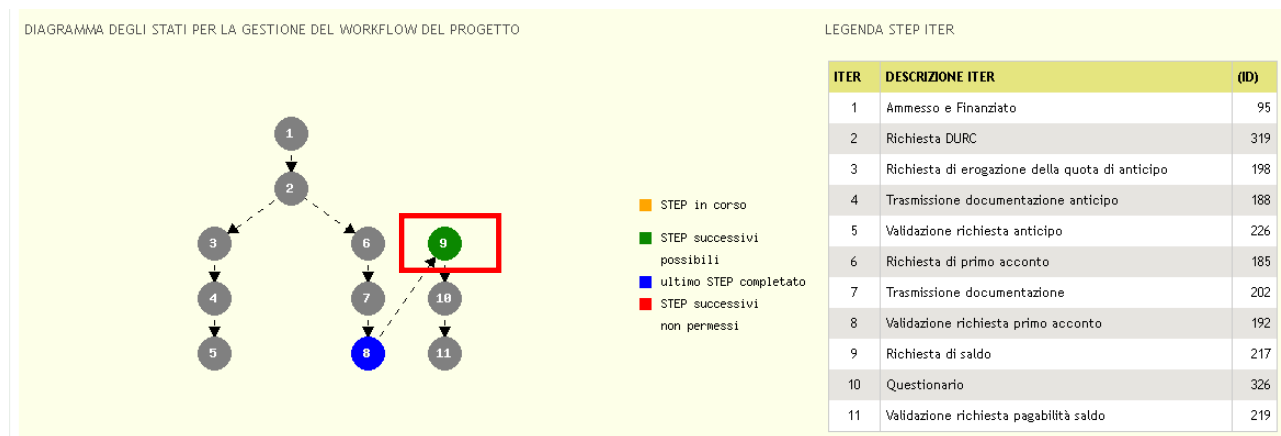 DIAGRAMMA DEGLI STATI PER LA GESTIONE DEL WORKFLOW DEL PROGETTO
1
2
3 6 9
4 7 10
5 8 11
STEP in corso
STEP successivi
possibili
ultimo STEP completato
STEP successivi
non permessi
LEGENDA STEP ITER
ITER DESCRIZIONE ITER (ID)
1 Ammesso e Finanziato 95
2 Richiesta DURC 319
3 Richiesta di erogazione della quota di anticipo 198
4 Trasmissione documentazione anticipo 188
5 Validazione richiesta anticipo 226
6 Richiesta di primo acconto 185
7 Trasmissione documentazione 202
8 Validazione richiesta primo acconto 192
9 Richiesta di saldo 217
10 Questionario 326
11 Validazione richiesta pagabilità saldo 219